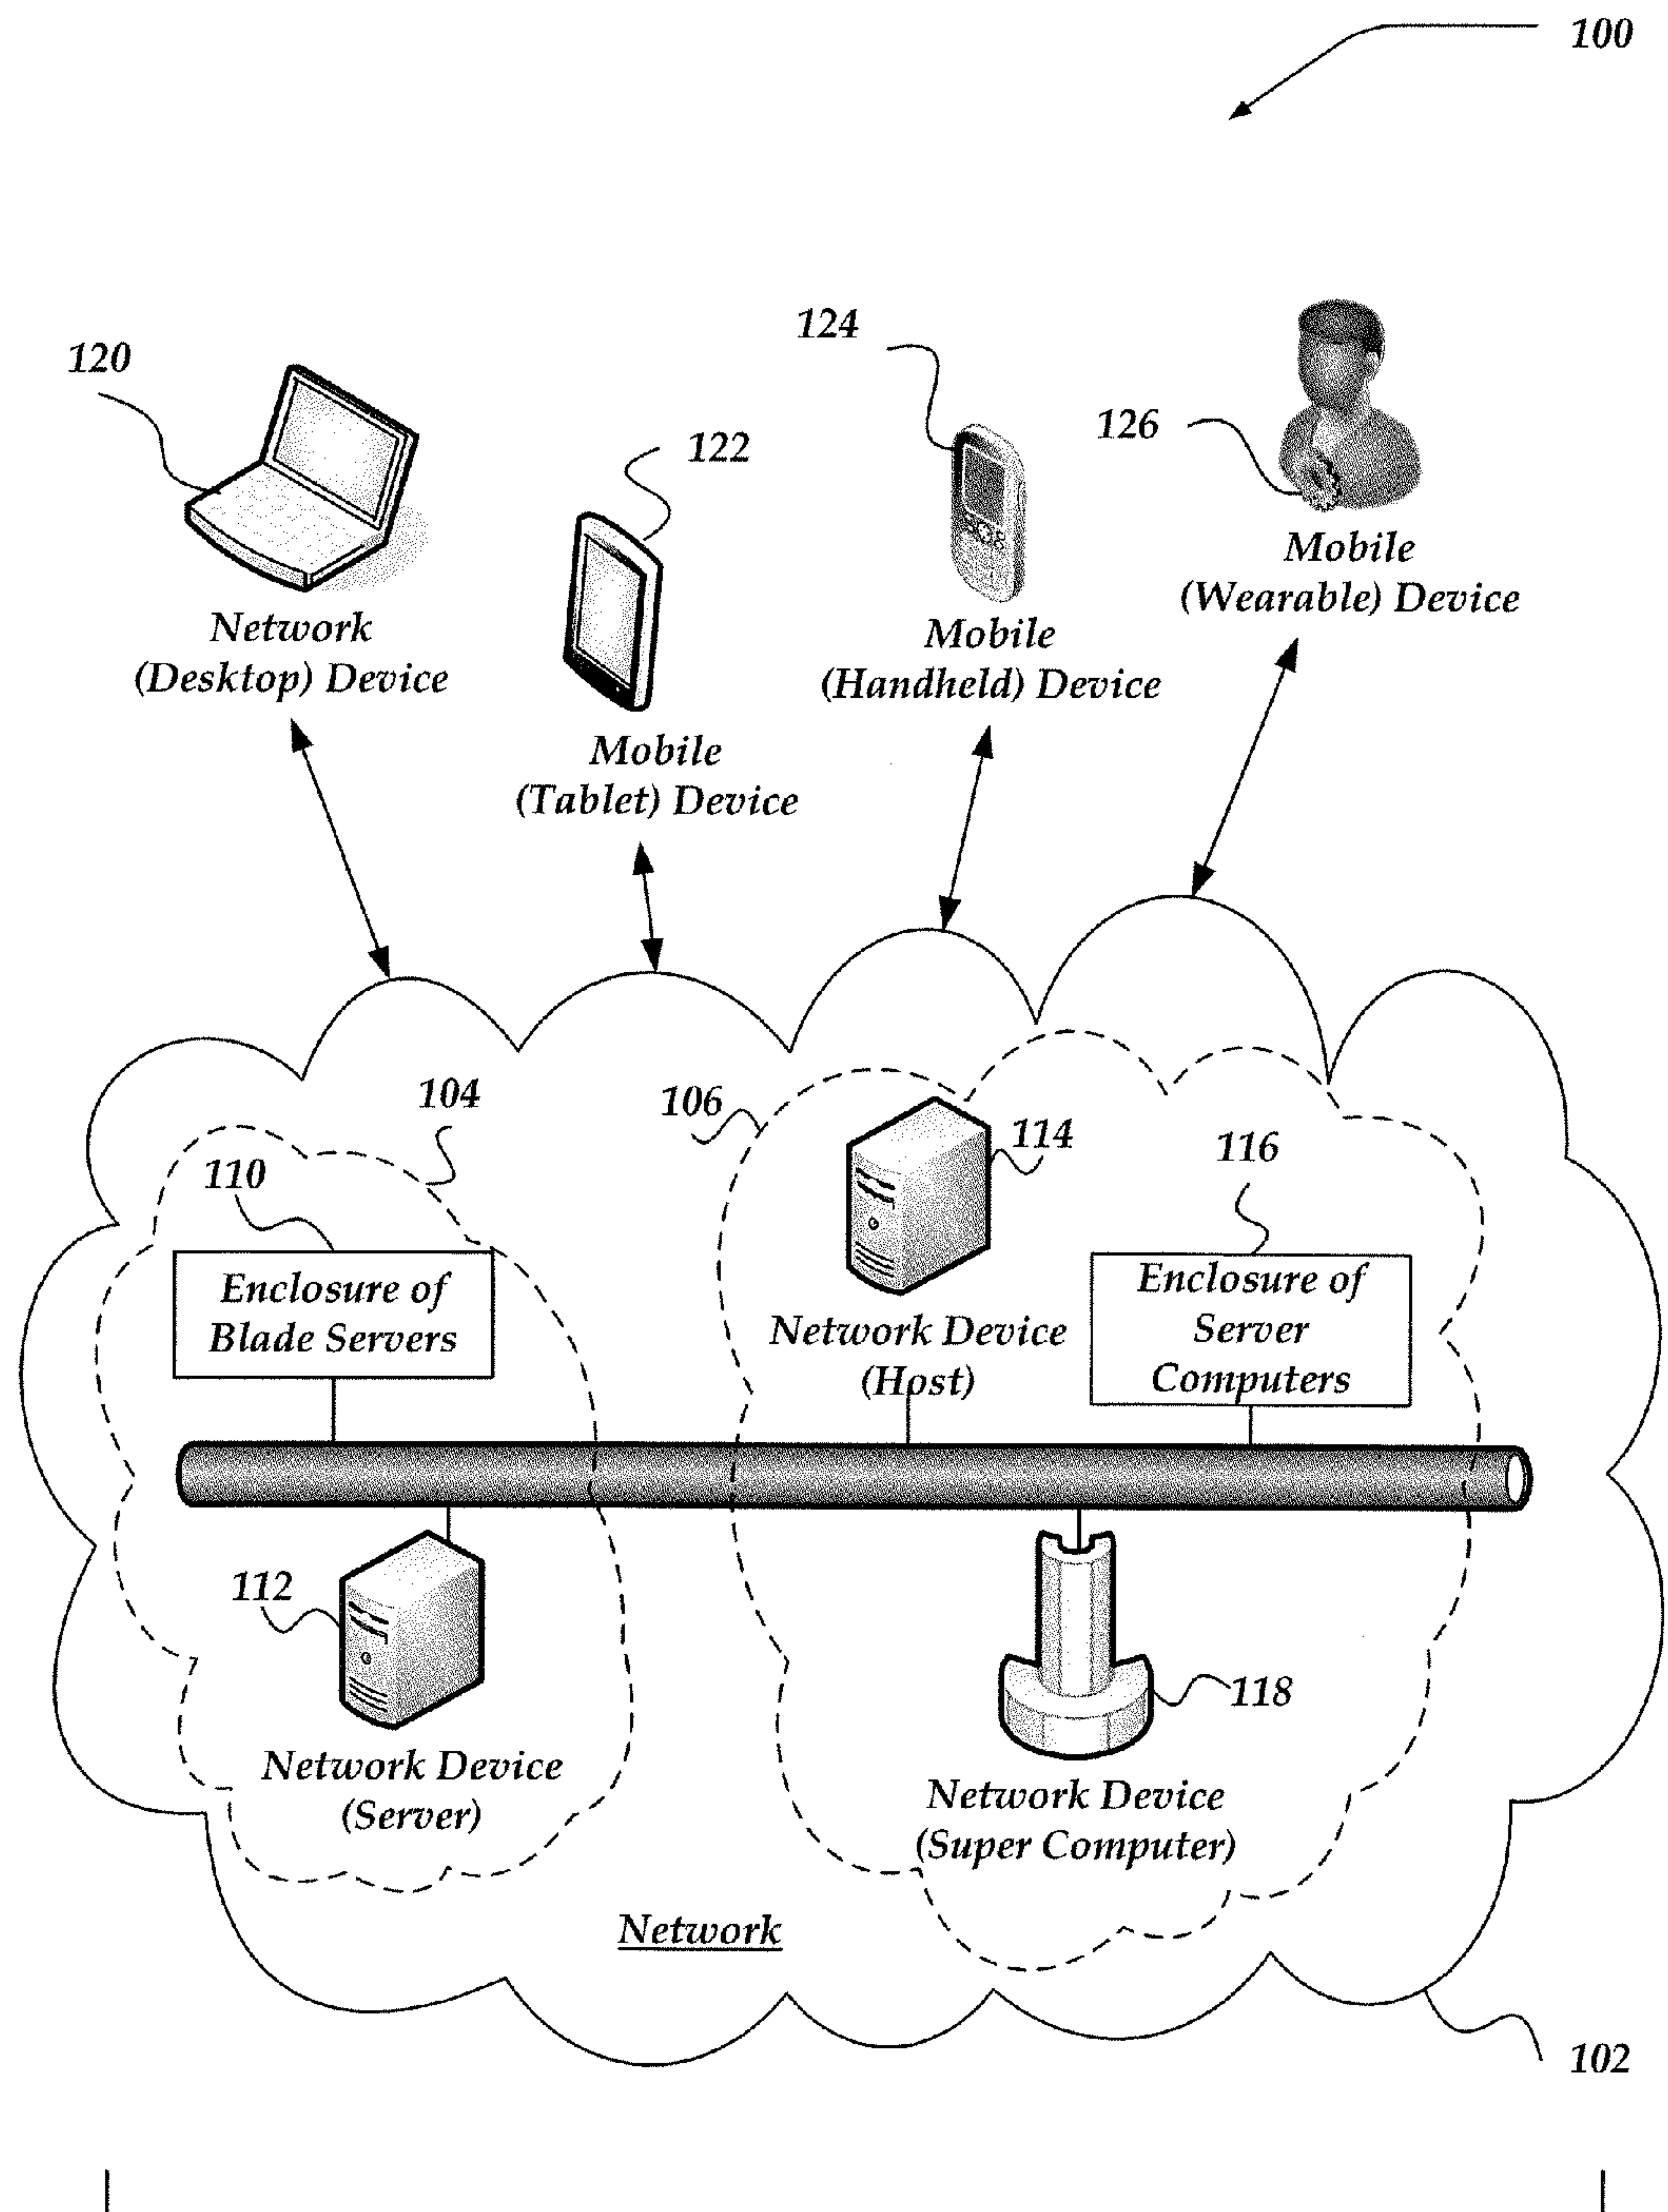 100
120
122
124
126
Network
(Desktop) Device
Mobile
(Tablet) Device
Mobile
(Handheld) Device
Mobile
(Wearable) Device
104
106
110
114
116
Enclosure of
Blade Servers
Network Device
(Host)
Enclosure of
Server
Computers
112
118
Network Device
(Server)
Network Device
(Super Computer)
Network
102